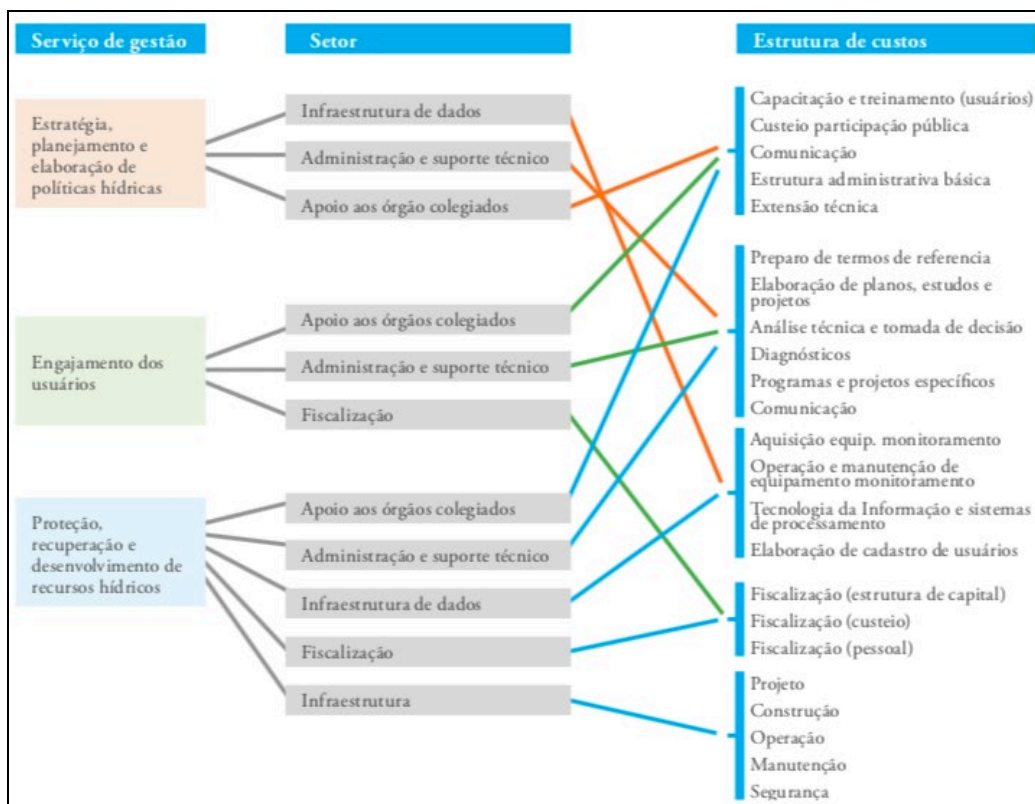 Serviço de gestão
Setor
Estrutura de custos
Estratégia,
planejamento e
elaboração de
políticas hídricas
Infraestrutura de dados
Administração e suporte técnico
Apoio aos órgão colegiados
Capacitação e treinamento (usuários)
Custeio participação pública
Comunicação
Estrutura administrativa básica
Extensão técnica
Engajamento dos
usuários
Apoio aos órgãos colegiados
Administração e suporte técnico
Fiscalização
Preparo de termos de referencia
Elaboração de planos, estudos e
projetos
Análise técnica e tomada de decisão
Diagnósticos
Programas e projetos específicos
Comunicação
Proteção,
recuperação e
desenvolvimento de
recursos hídricos
Apoio aos órgãos colegiados
Administração e suporte técnico
Infraestrutura de dados
Fiscalização
Infraestrutura
Aquisição equip. monitoramento
Operação e manutenção de
equipamento monitoramento
Tecnologia da Informação e sistemas
de processamento
Elaboração de cadastro de usuários
Fiscalização (estrutura de capital)
Fiscalização (custeio)
Fiscalização (pessoal)
Projeto
Construção
Operação
Manutenção
Segurança